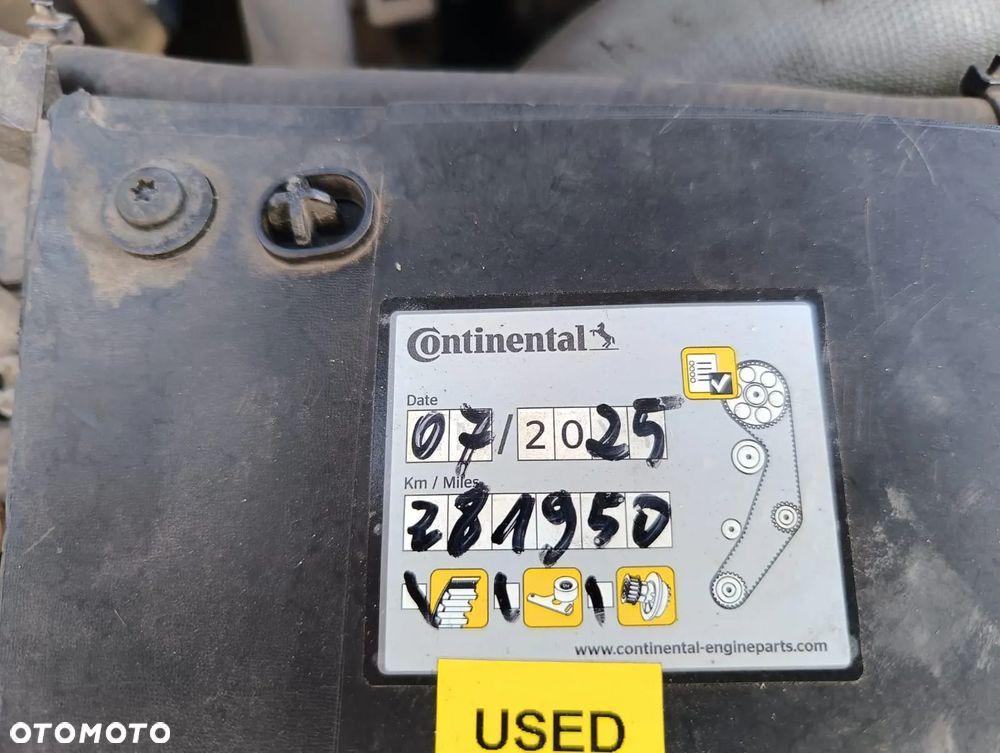 Continental
Date
07/2025
Km / Miles
281950
www.continental-engineparts.com
USED
OTOMOTO